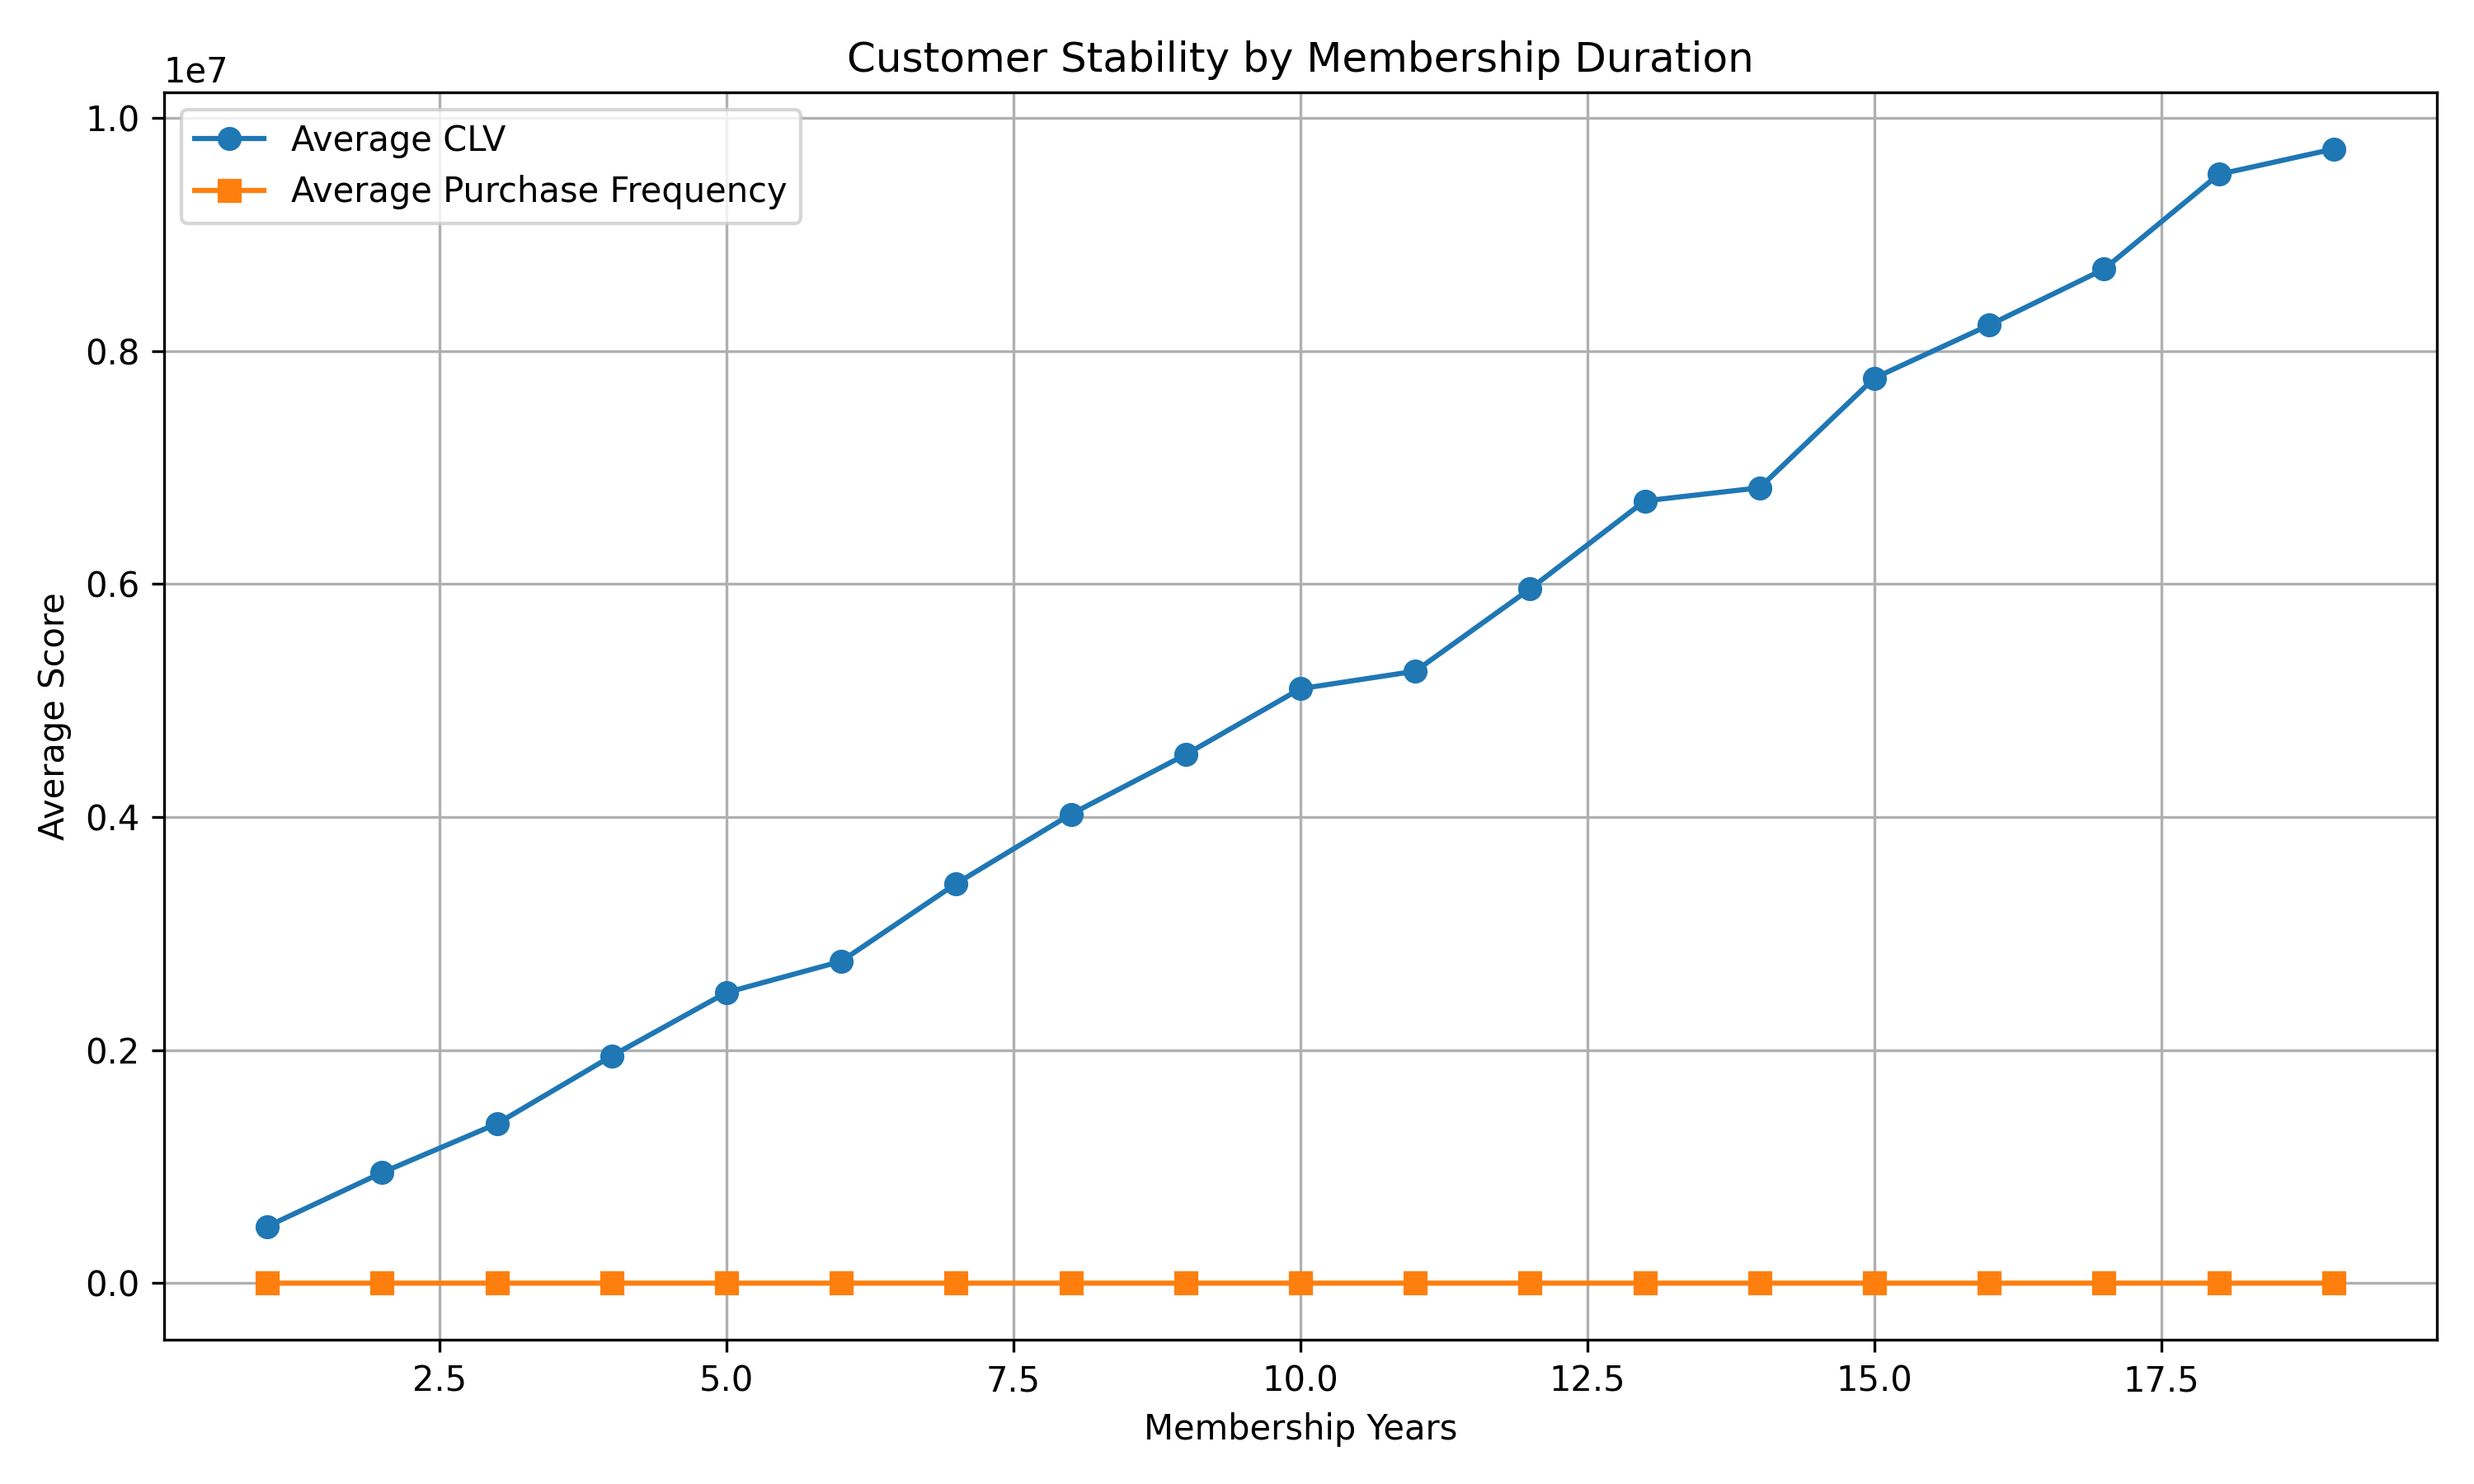 Customer Stability by Membership Duration
1e7
1.0
0.8
0.6
0.4
0.2
0.0
Average Score
Average CLV
Average Purchase Frequency
2.5 5.0 7.5 10.0 12.5 15.0 17.5
Membership Years